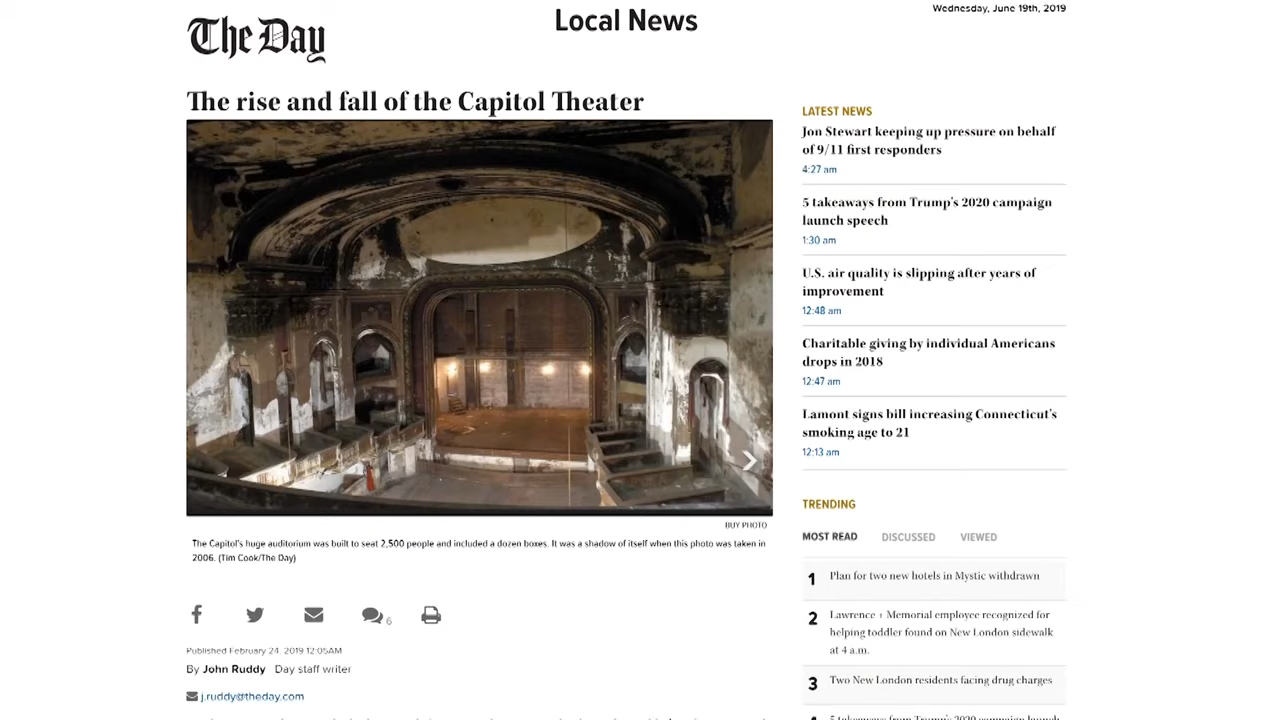 The Day
Local News
Wednesday, June 19th, 2019
The rise and fall of the Capitol Theater
BUY PHOTO
The Capitol's huge auditorium was built to seat 2,500 people and included a dozen boxes. It was a shadow of itself when this photo was taken in
2006. (Tim Cook/The Day)
6
Published February 24. 2019 12:05AM
By John Ruddy Day staff writer
j.ruddy@theday.com
LATEST NEWS
Jon Stewart keeping up pressure on behalf
of 9/11 first responders
4:27 am
5 takeaways from Trump's 2020 campaign
launch speech
1:30 am
U.S. air quality is slipping after years of
improvement
12:48 am
Charitable giving by individual Americans
drops in 2018
12:47 am
Lamont signs bill increasing Connecticut's
smoking age to 21
12:13 am
TRENDING
MOST READ DISCUSSED VIEWED
1 Plan for two new hotels in Mystic withdrawn
2 Lawrence + Memorial employee recognized for
helping toddler found on New London sidewalk
at 4 a.m.
3 Two New London residents facing drug charges
5 takeaways from Trump's 2020 campaign launch